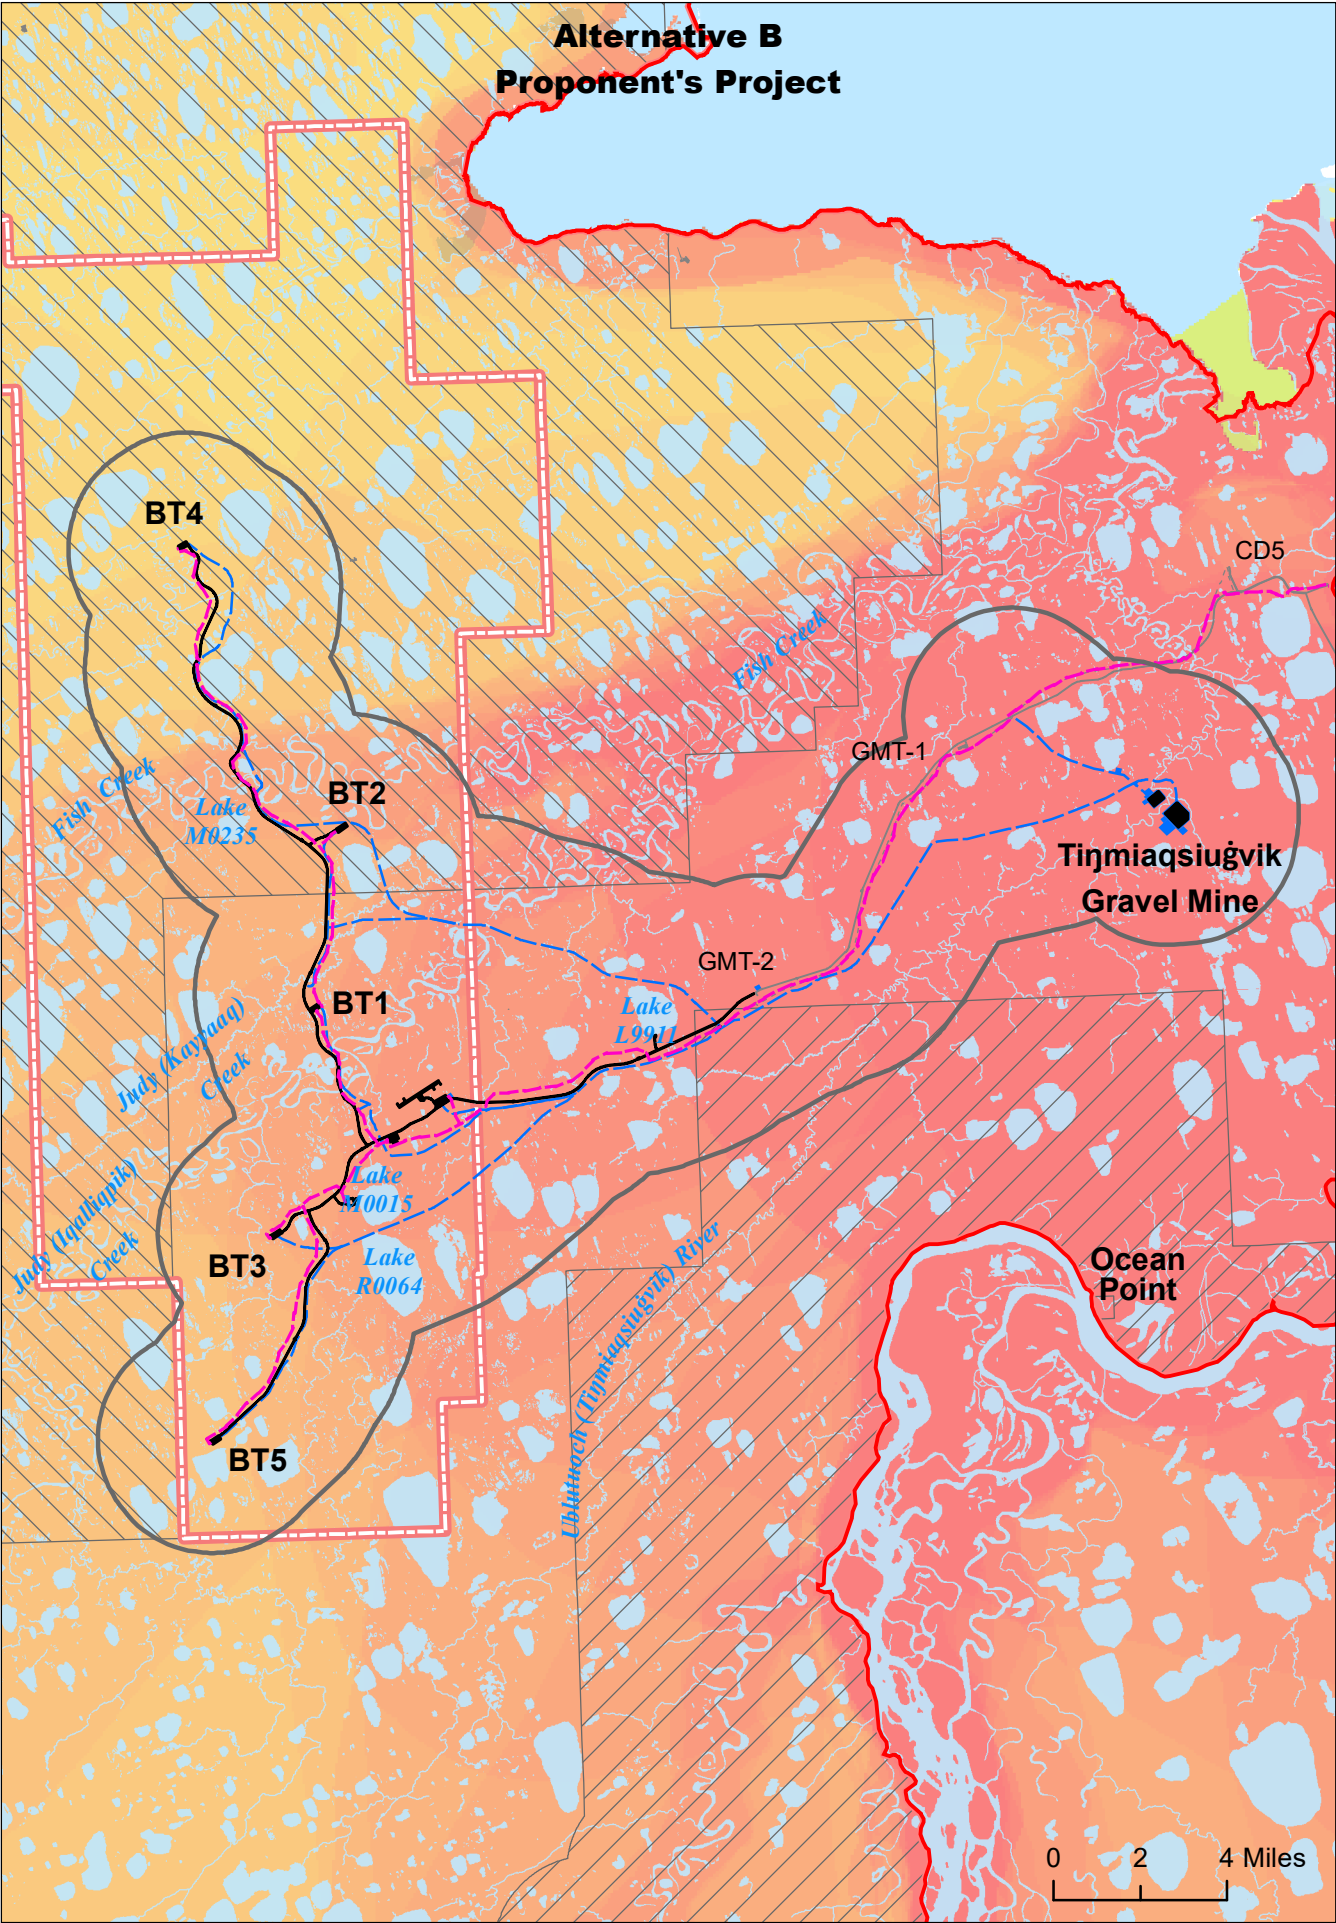 Alternative B
Proponent's Project
BT4
CD5
Fish Creek
GMT-1
Fish Creek
Lake
M0235
BT2
Tiŋmiaqsiuġvik
Gravel Mine
GMT-2
BT1
Lake
L9911
Judy (Kayyaaq)
Creek
Lake
M0015
Judy (Iqalliqpik)
Creek
BT3
Lake
R0064
Ublutuoch (Tiŋmiaqsiuġvik) River
Ocean
Point
BT5
0 2 4 Miles